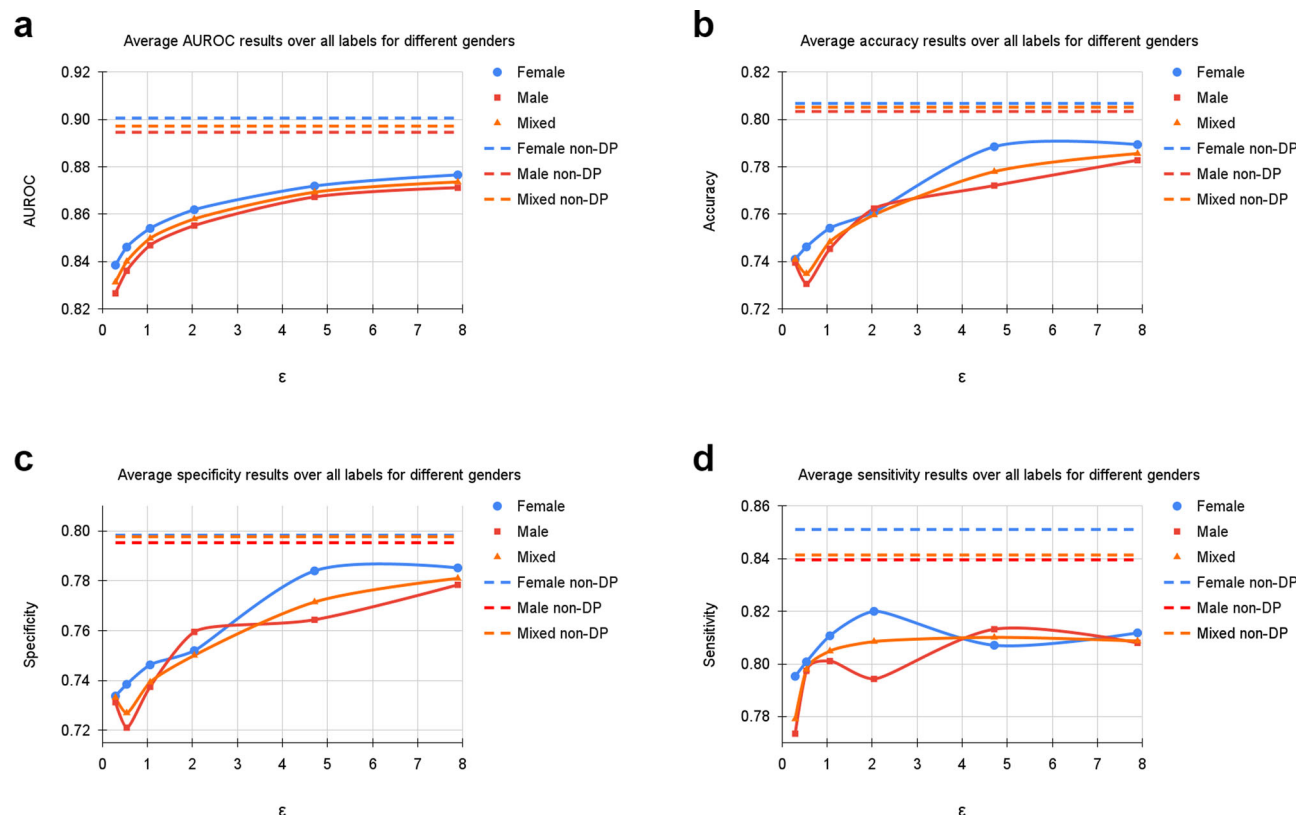 a
Average AUROC results over all labels for different genders
0.92
0.90
0.88
0.86
0.84
0.82
AUROC
0 1 2 3 4 5 6 7 8
ε
Female
Male
Mixed
Female non-DP
Male non-DP
Mixed non-DP
b
Average accuracy results over all labels for different genders
0.82
0.80
0.78
0.76
0.74
0.72
Accuracy
0 1 2 3 4 5 6 7 8
ε
Female
Male
Mixed
Female non-DP
Male non-DP
Mixed non-DP
c
Average specificity results over all labels for different genders
0.80
0.78
0.76
0.74
0.72
Specificity
0 1 2 3 4 5 6 7 8
ε
Female
Male
Mixed
Female non-DP
Male non-DP
Mixed non-DP
d
Average sensitivity results over all labels for different genders
0.86
0.84
0.82
0.80
0.78
Sensitivity
0 1 2 3 4 5 6 7 8
ε
Female
Male
Mixed
Female non-DP
Male non-DP
Mixed non-DP